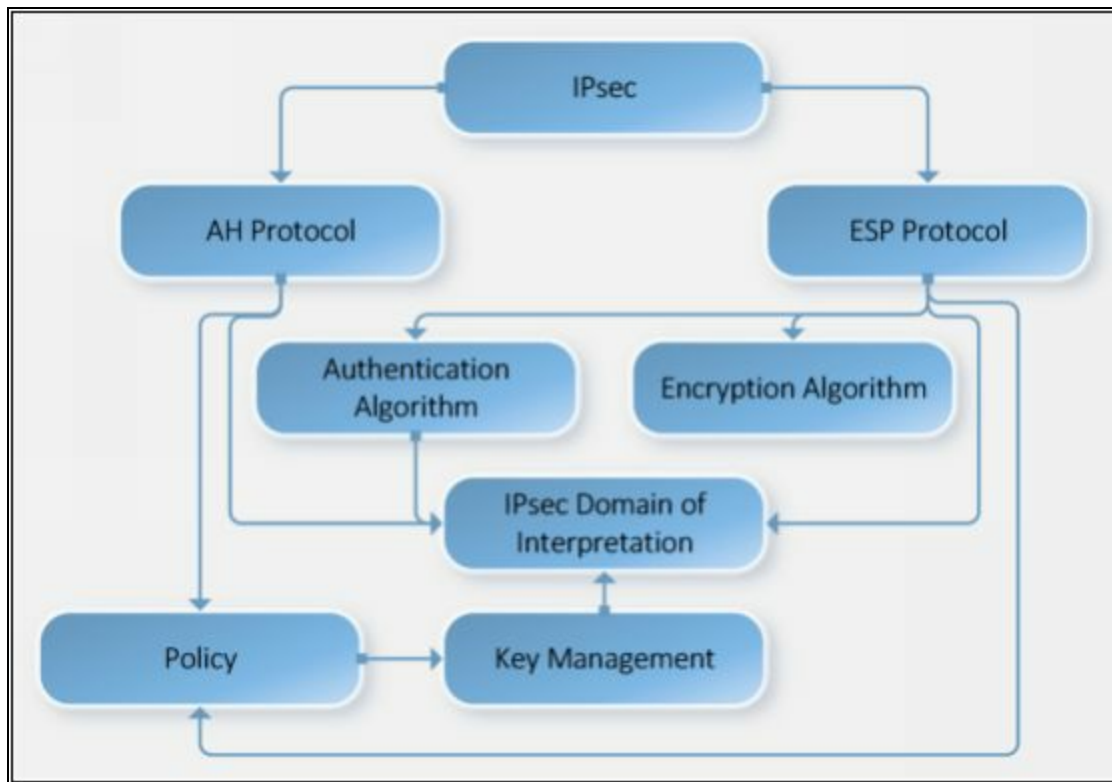 IPsec
AH Protocol
ESP Protocol
Authentication
Algorithm
Encryption Algorithm
IPsec Domain of
Interpretation
Policy
Key Management